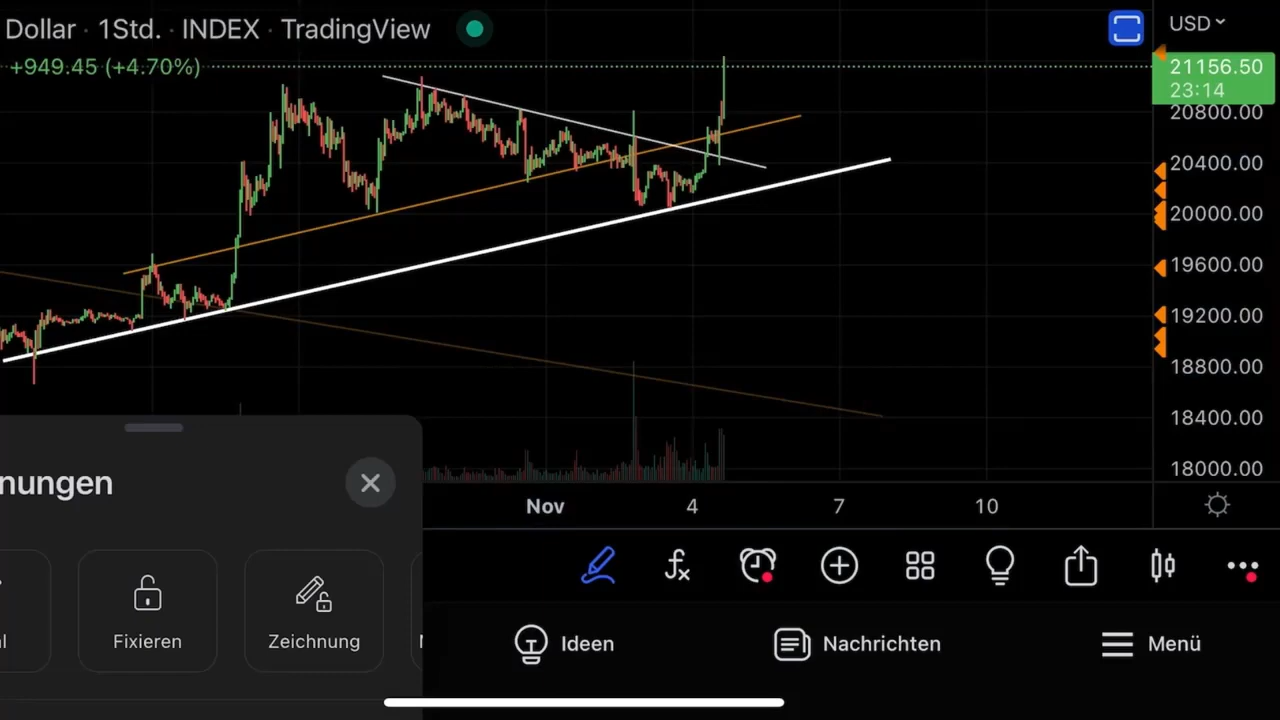 Dollar · 1Std. · INDEX · TradingView
USD
+949.45 (+4.70%)
21156.50
23:14
20800.00
20400.00
20000.00
19600.00
19200.00
18800.00
18400.00
18000.00
Nov
4
7
10
nungen
Fixieren
Zeichnung
Ideen
Nachrichten
Menü